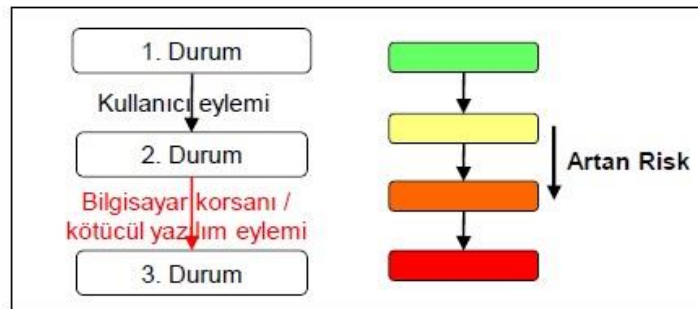 1. Durum
Kullanıcı eylemi
2. Durum
Bilgisayar korsanı /
kötücül yazılım eylemi
3. Durum
Artan Risk